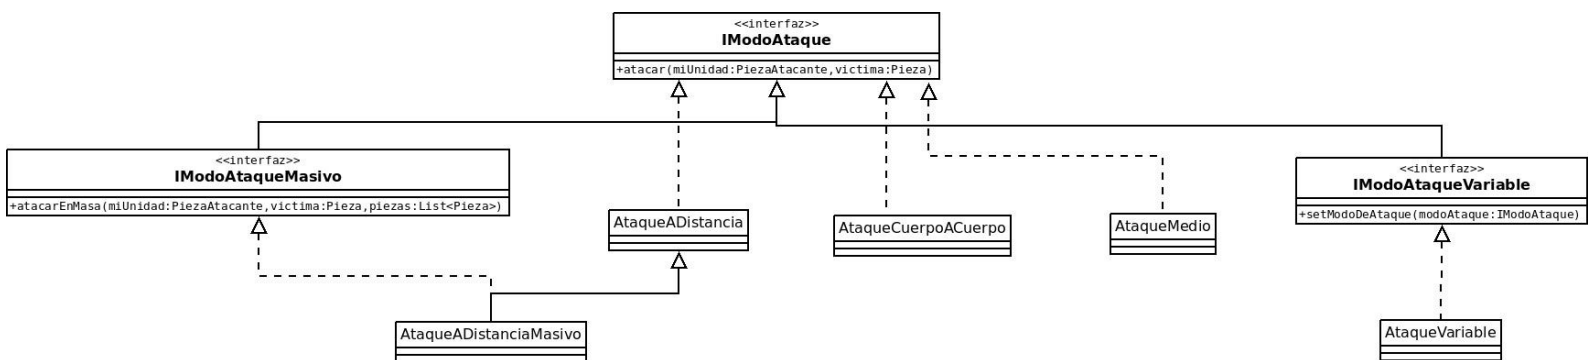 <<interfaz>>
IModoAtaque
+atacar(miUnidad:PiezaAtacante,victima:Pieza)
<<interfaz>>
IModoAtaqueMasivo
+atacarEnMasa(miUnidad:PiezaAtacante,victima:Pieza,piezas:List<Pieza>)
<<interfaz>>
IModoAtaqueVariable
+setModoDeAtaque(modoAtaque:IModoAtaque)
AtaqueADistancia
AtaqueCuerpoACuerpo
AtaqueMedio
AtaqueADistanciaMasivo
AtaqueVariable